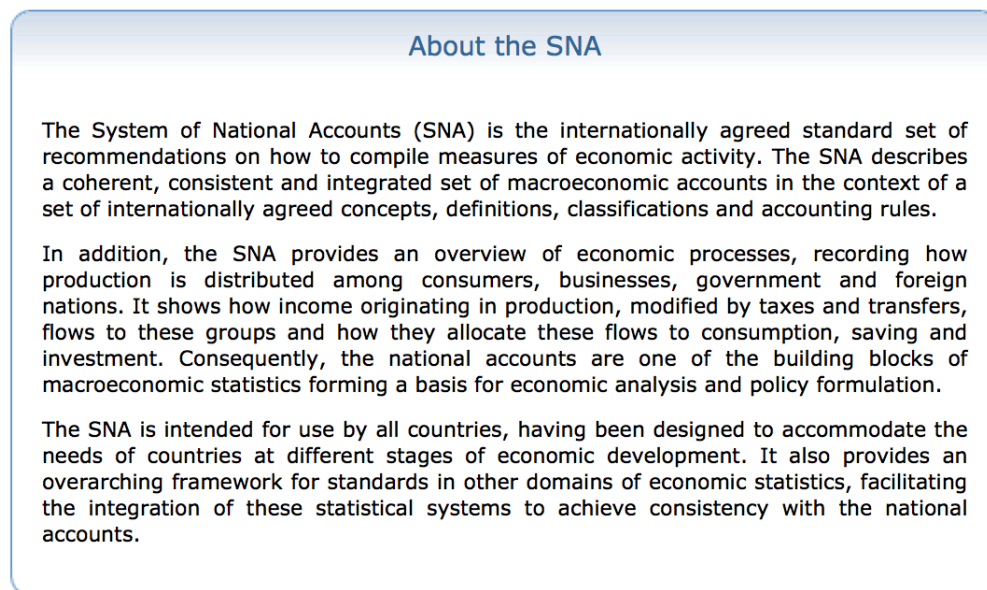 About the SNA
The System of National Accounts (SNA) is the internationally agreed standard set of
recommendations on how to compile measures of economic activity. The SNA describes
a coherent, consistent and integrated set of macroeconomic accounts in the context of a
set of internationally agreed concepts, definitions, classifications and accounting rules.
In addition, the SNA provides an overview of economic processes, recording how
production is distributed among consumers, businesses, government and foreign
nations. It shows how income originating in production, modified by taxes and transfers,
flows to these groups and how they allocate these flows to consumption, saving and
investment. Consequently, the national accounts are one of the building blocks of
macroeconomic statistics forming a basis for economic analysis and policy formulation.
The SNA is intended for use by all countries, having been designed to accommodate the
needs of countries at different stages of economic development. It also provides an
overarching framework for standards in other domains of economic statistics, facilitating
the integration of these statistical systems to achieve consistency with the national
accounts.